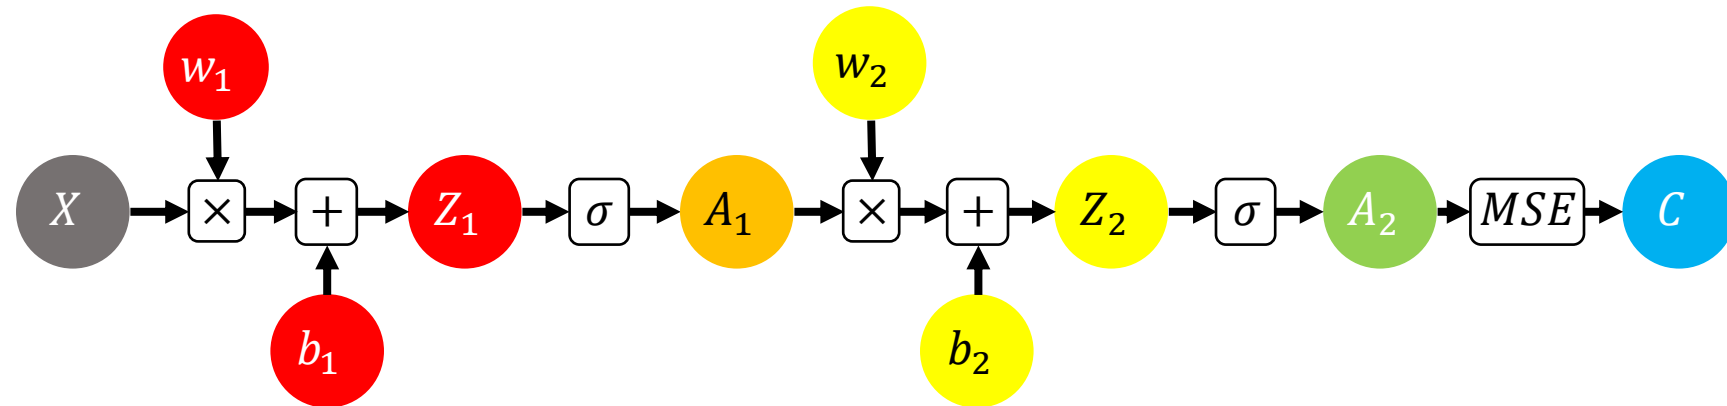 w₁ w₂
X × + Z₁ σ A₁ × + Z₂ σ A₂ MSE C
b₁ b₂